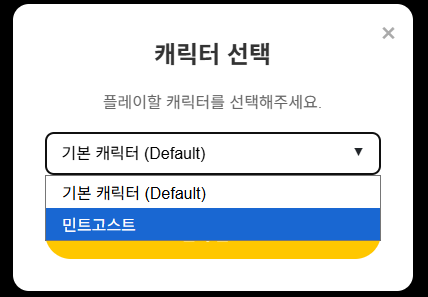 ×
캐릭터 선택
플레이할 캐릭터를 선택해주세요.
기본 캐릭터 (Default) ▼
기본 캐릭터 (Default)
민트고스트